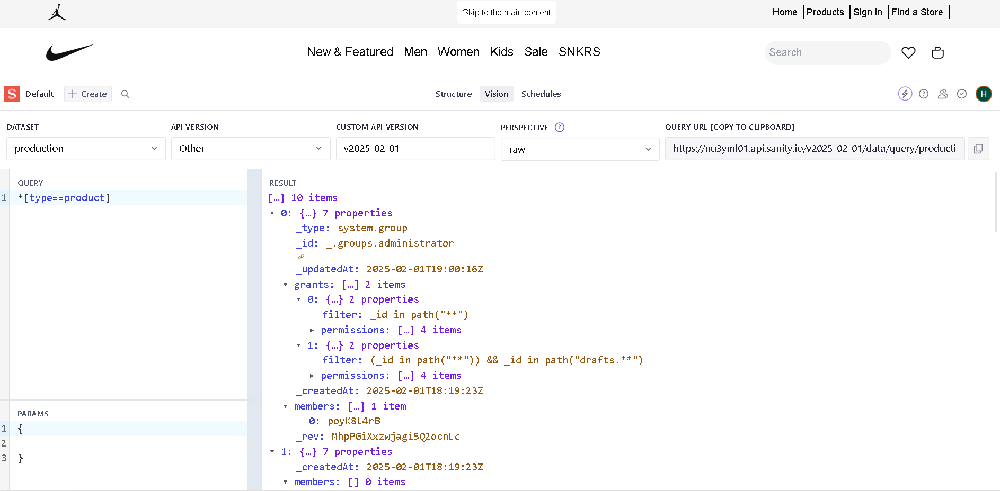 Skip to the main content
Home
Products
Sign In
Find a Store
New & Featured Men Women Kids Sale SNKRS
Search
S Default
Create
Structure Vision Schedules
H
DATASET
production
API VERSION
Other
CUSTOM API VERSION
v2025-02-01
PERSPECTIVE ?
raw
QUERY URL [COPY TO CLIPBOARD]
https://nu3yml01.api.sanity.io/v2025-02-01/data/query/producti
QUERY
1 *[type==product]
PARAMS
1 {
2
3 }
RESULT
[…] 10 items
0: {…} 7 properties
_type: system.group
_id: _.groups.administrator
_updatedAt: 2025-02-01T19:00:16Z
grants: […] 2 items
0: {…} 2 properties
filter: _id in path("**")
permissions: […] 4 items
1: {…} 2 properties
filter: (_id in path("**")) && _id in path("drafts.**")
permissions: […] 4 items
_createdAt: 2025-02-01T18:19:23Z
members: […] 1 item
0: poyK8L4rB
_rev: MhpPGiXxzwjagi5Q2ocnLc
1: {…} 7 properties
_createdAt: 2025-02-01T18:19:23Z
members: [] 0 items